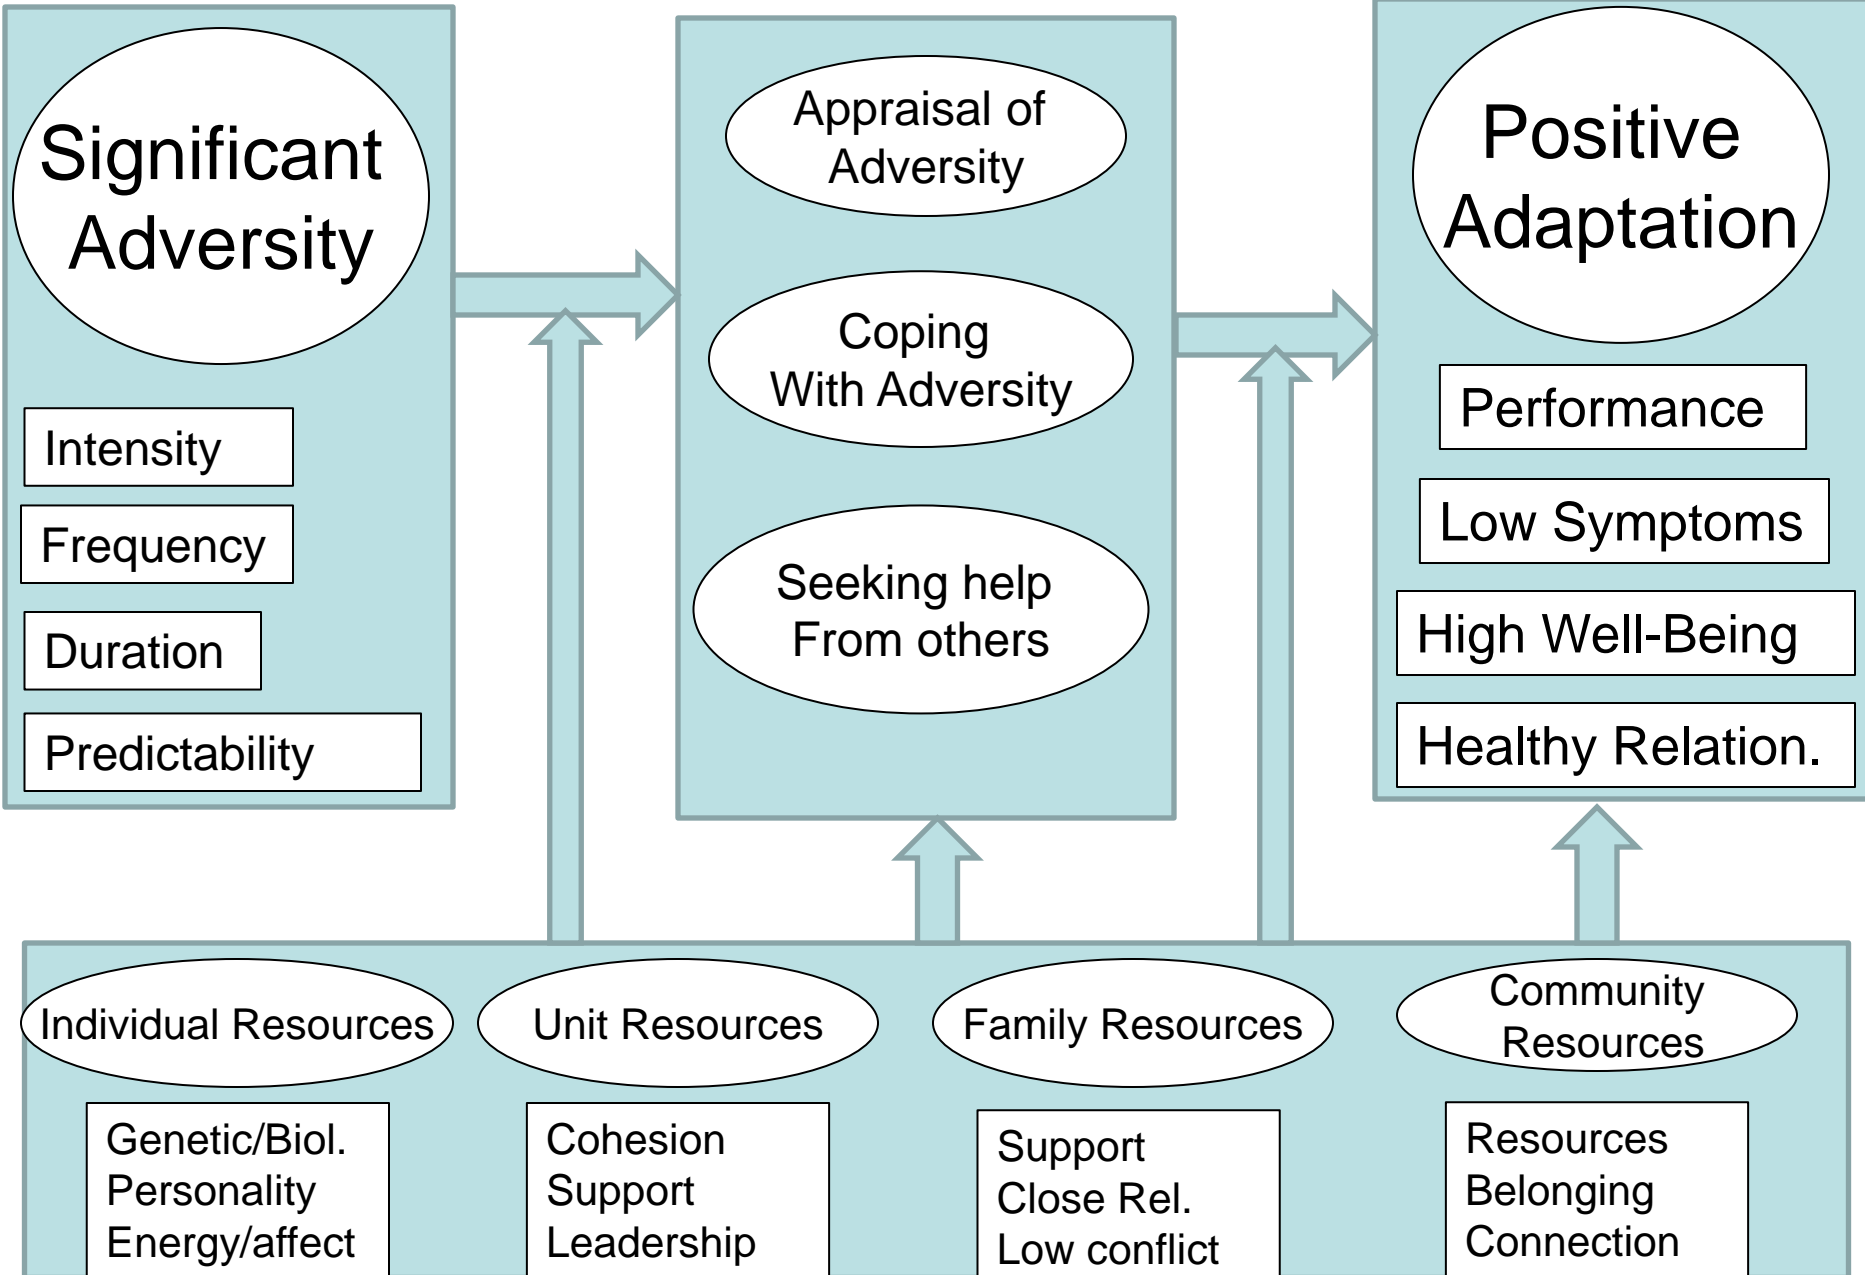 Significant
Adversity
Intensity
Frequency
Duration
Predictability
Appraisal of
Adversity
Coping
With Adversity
Seeking help
From others
Positive
Adaptation
Performance
Low Symptoms
High Well-Being
Healthy Relation.
Individual Resources
Genetic/Biol.
Personality
Energy/affect
Unit Resources
Cohesion
Support
Leadership
Family Resources
Support
Close Rel.
Low conflict
Community
Resources
Resources
Belonging
Connection